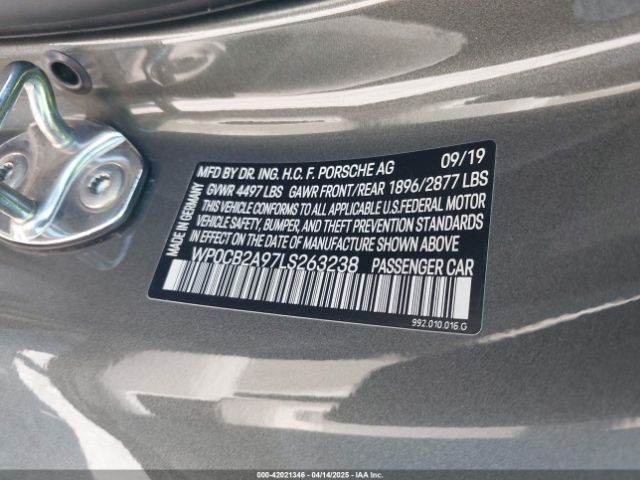 MFD BY DR. ING. H.C. F. PORSCHE AG 09/19
GVWR 4497 LBS GAWR FRONT/REAR 1896/2877 LBS
THIS VEHICLE CONFORMS TO ALL APPLICABLE U.S.FEDERAL MOTOR
VEHICLE SAFETY, BUMPER, AND THEFT PREVENTION STANDARDS
IN EFFECT ON THE DATE OF MANUFACTURE SHOWN ABOVE
WP0CB2A97LS263238 PASSENGER CAR
MADE IN GERMANY
992.010.016.G
000-42021346 - 04/14/2025 - IAAI.COM